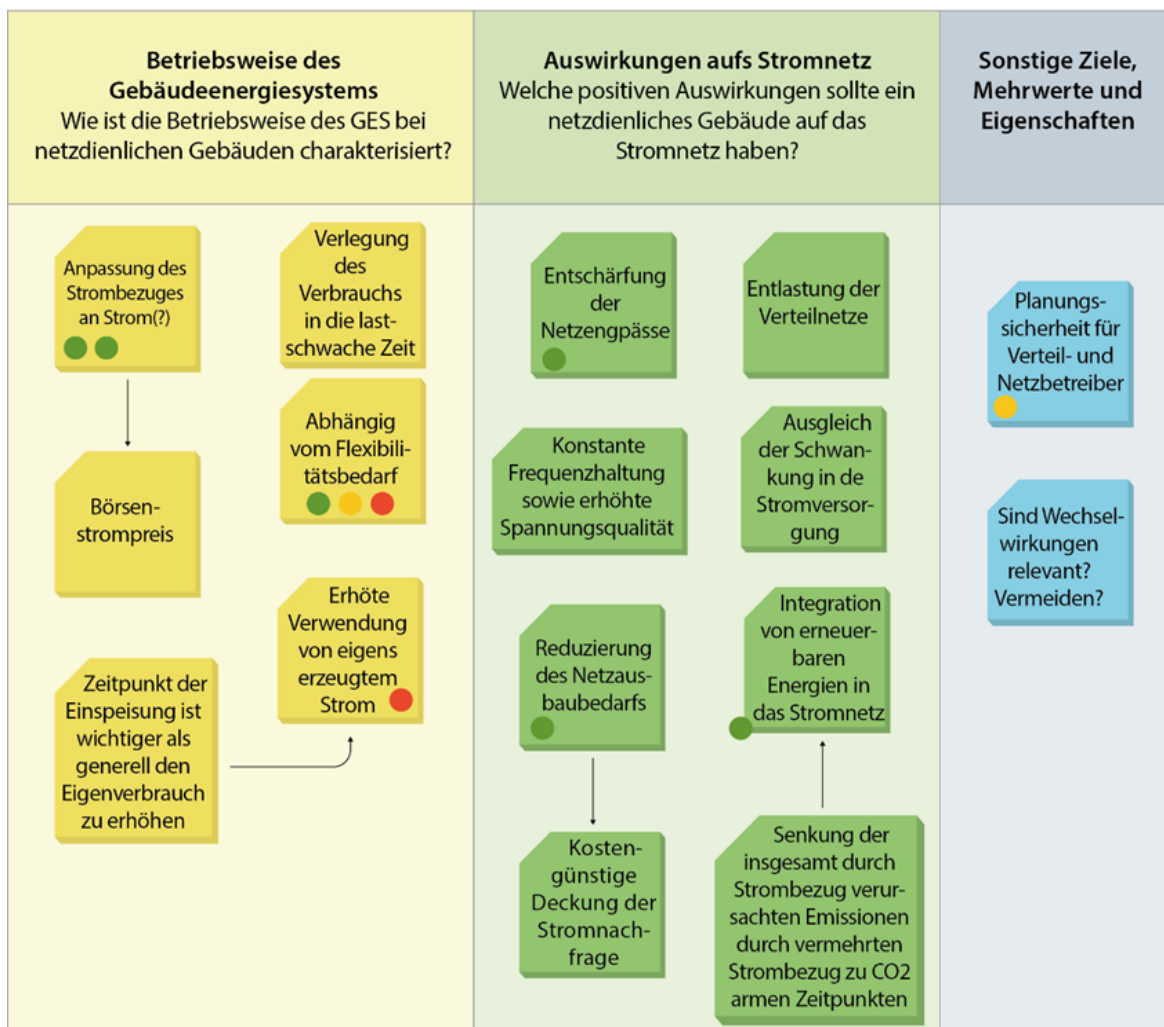 Betriebsweise des
Gebäudeenergiesystems
Wie ist die Betriebsweise des GES bei
netzdienlichen Gebäuden charakterisiert?
Auswirkungen aufs Stromnetz
Welche positiven Auswirkungen sollte ein
netzdienliches Gebäude auf das
Stromnetz haben?
Sonstige Ziele,
Mehrwerte und
Eigenschaften
Anpassung des
Strombezuges
an Strom(?)
Verlegung
des
Verbrauchs
in die last-
schwache Zeit
Börsen-
strompreis
Abhängig
vom Flexibili-
tätsbedarf
Erhöte
Verwendung
von eigens
erzeugtem
Strom
Zeitpunkt der
Einspeisung ist
wichtiger als
generell den
Eigenverbrauch
zu erhöhen
Entschärfung
der
Netzengpässe
Entlastung der
Verteilnetze
Konstante
Frequenzhaltung
sowie erhöhte
Spannungsqualität
Ausgleich
der Schwan-
kung in de
Stromversor-
gung
Reduzierung
des Netzaus-
baubedarfs
Integration
von erneuer-
baren
Energien in
das Stromnetz
Kosten-
günstige
Deckung der
Stromnach-
frage
Senkung der
insgesamt durch
Strombezug verur-
sachten Emissionen
durch vermehrten
Strombezug zu CO2
armen Zeitpunkten
Planungs-
sicherheit für
Verteil- und
Netzbetreiber
Sind Wechsel-
wirkungen
relevant?
Vermeiden?